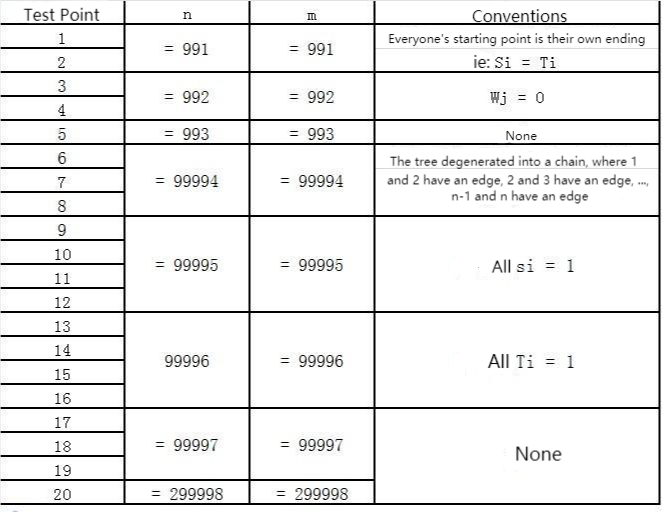 Test Point n m Conventions
1
= 991 = 991 Everyone's starting point is their own ending
2
ie: Si = Ti
3
= 992 = 992 Wj = 0
4
5 = 993 = 993 None
6
The tree degenerated into a chain, where 1
7 = 99994 = 99994 and 2 have an edge, 2 and 3 have an edge, ...,
n-1 and n have an edge
8
9
10
= 99995 = 99995 All si = 1
11
12
13
14
99996 = 99996 All Ti = 1
15
16
17
18 = 99997 = 99997
None
19
20 = 299998 = 299998